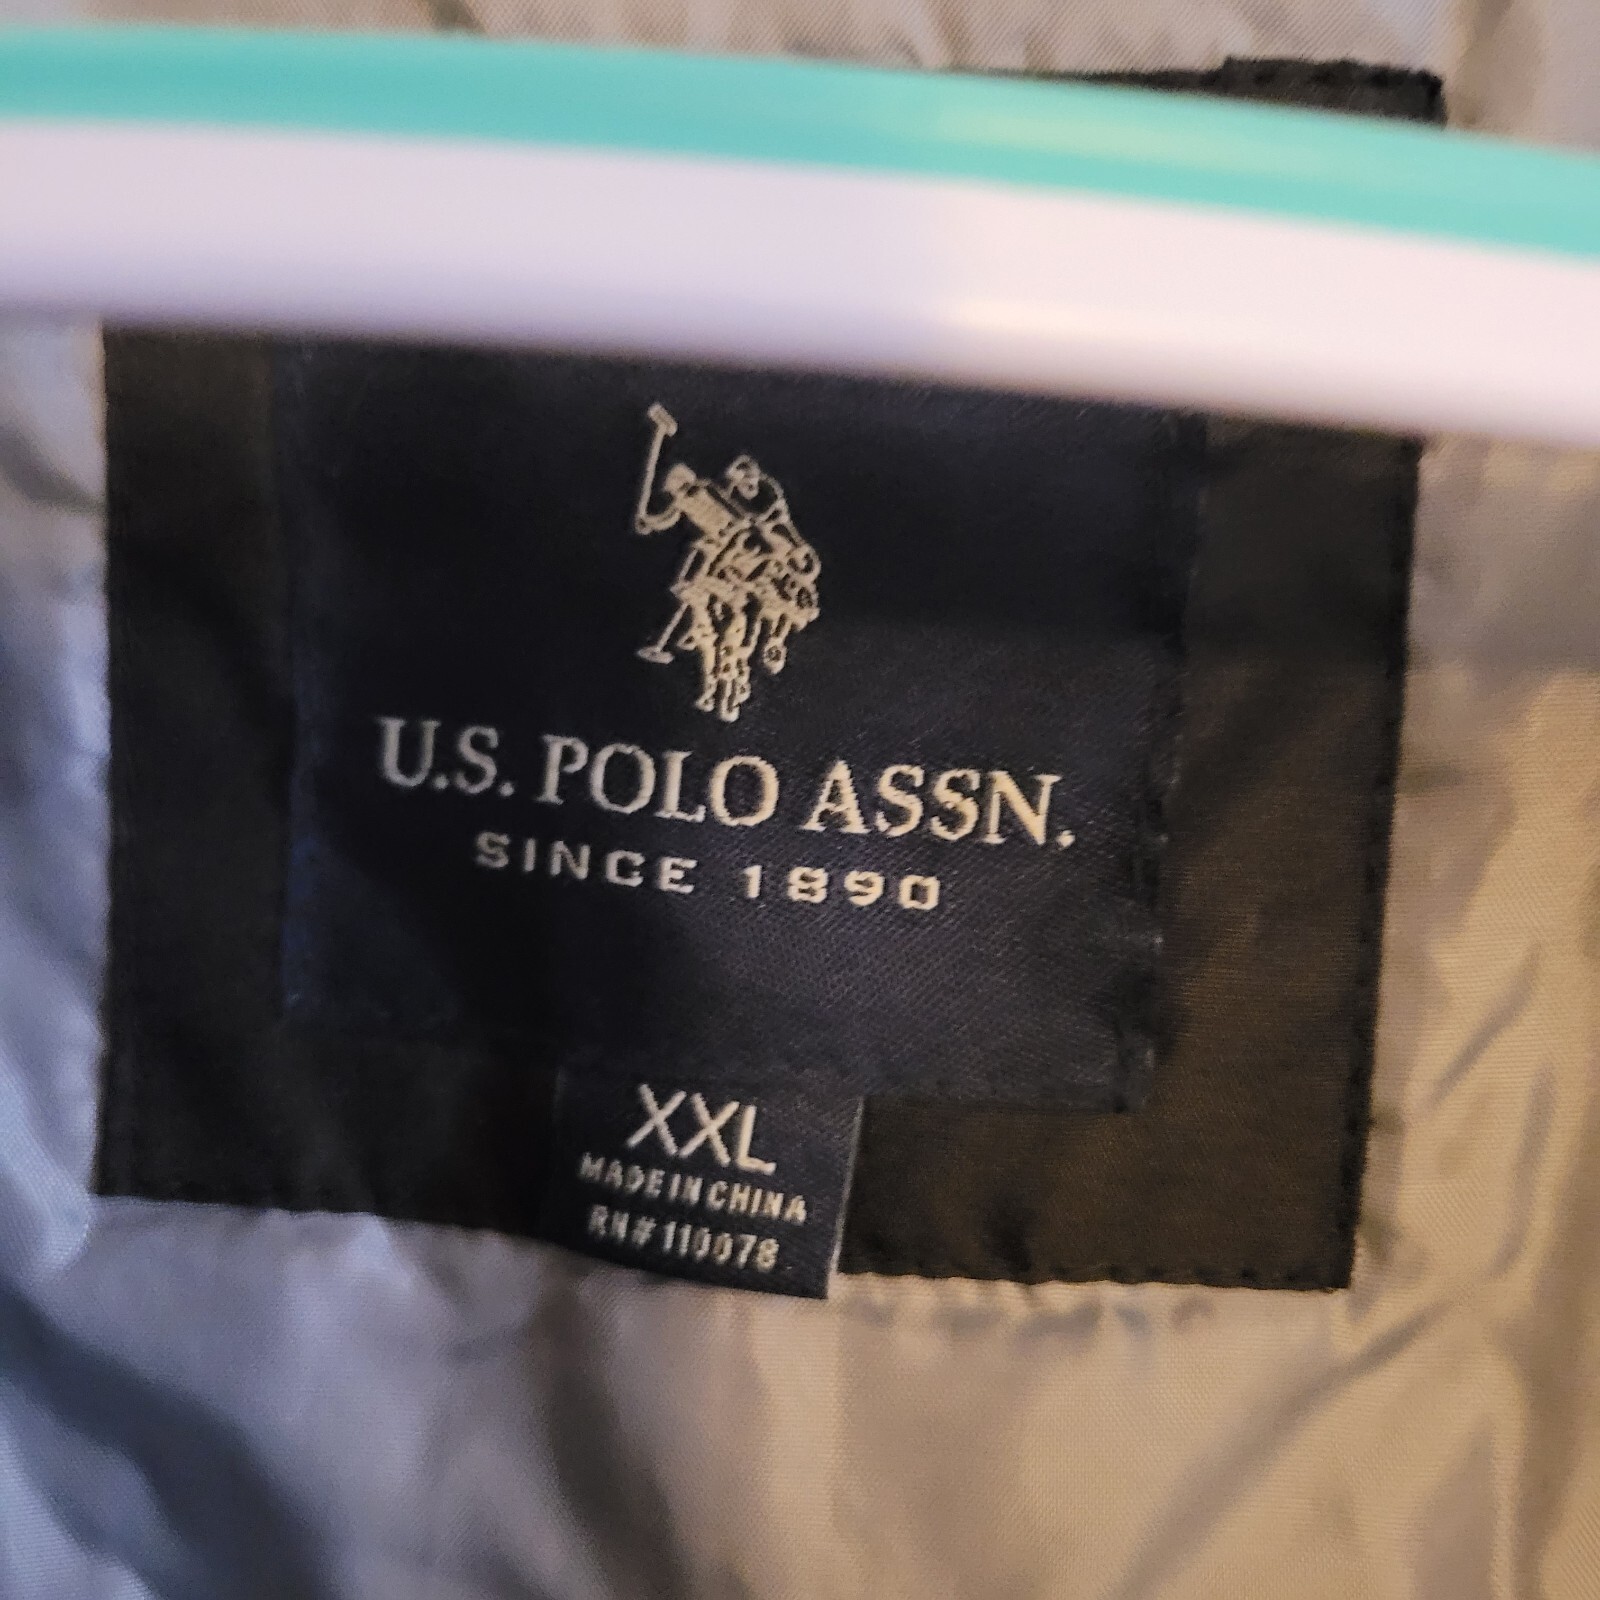 U.S. POLO ASSN.
SINCE 1890
XXL
MADE IN CHINA
RN# 110078